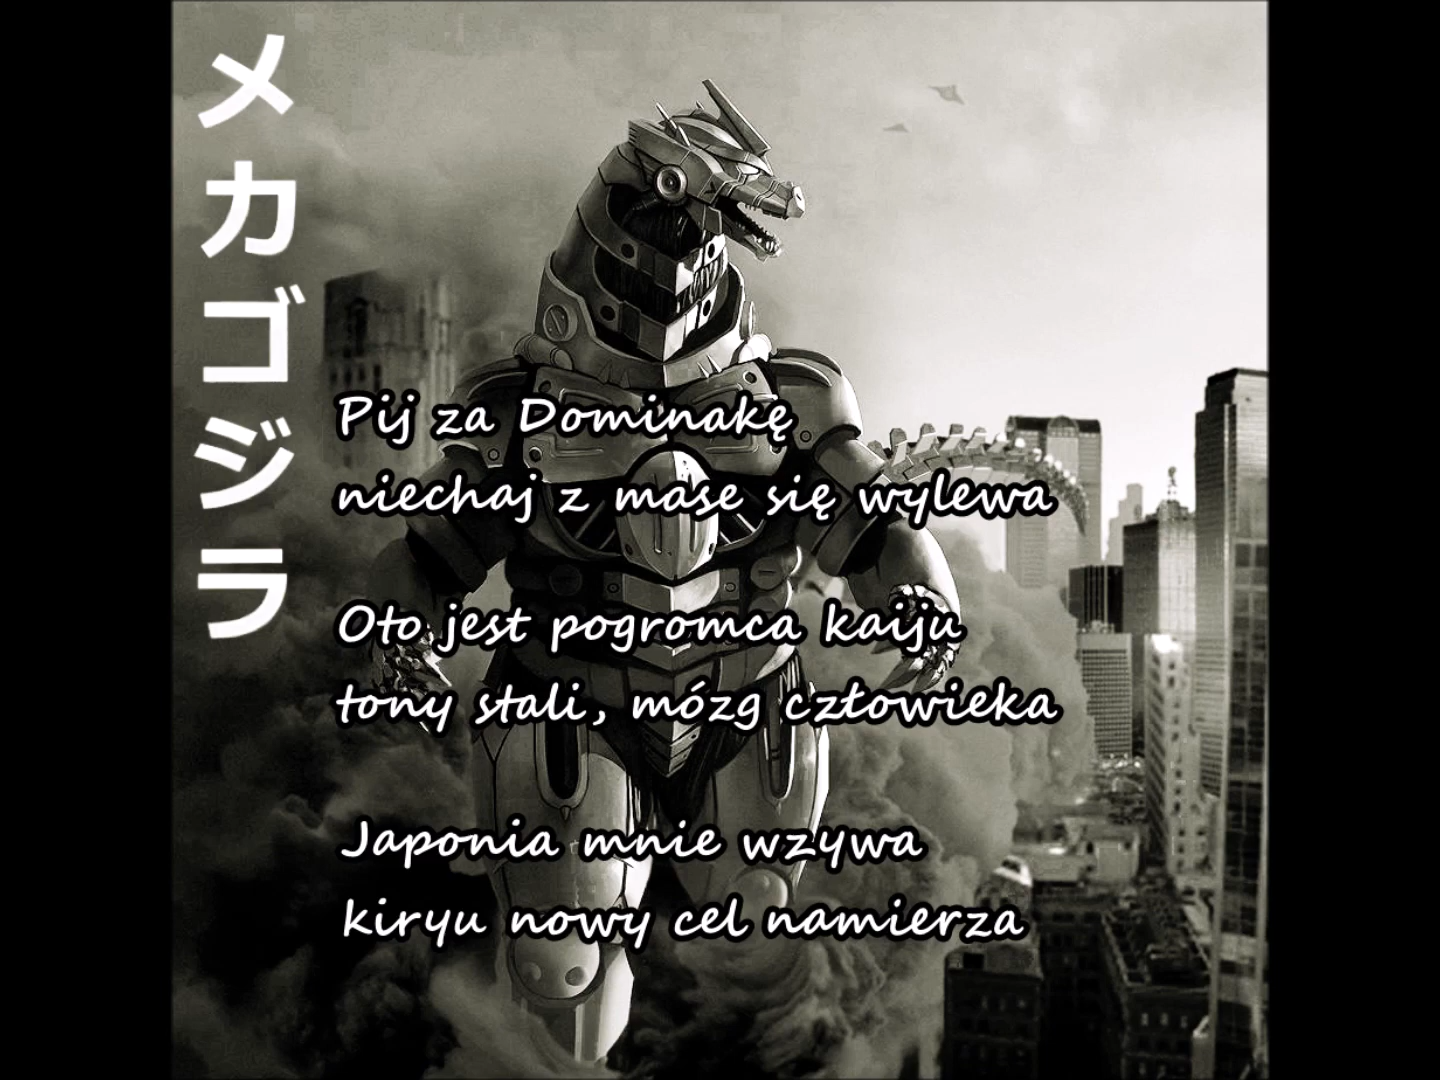 メカゴジラ
Pij za Dominakę
niechaj z mase się wylewa
Oto jest pogromca kaiju
tony stali, mózg człowieka
Japonia mnie wzywa
kiryu nowy cel namierza